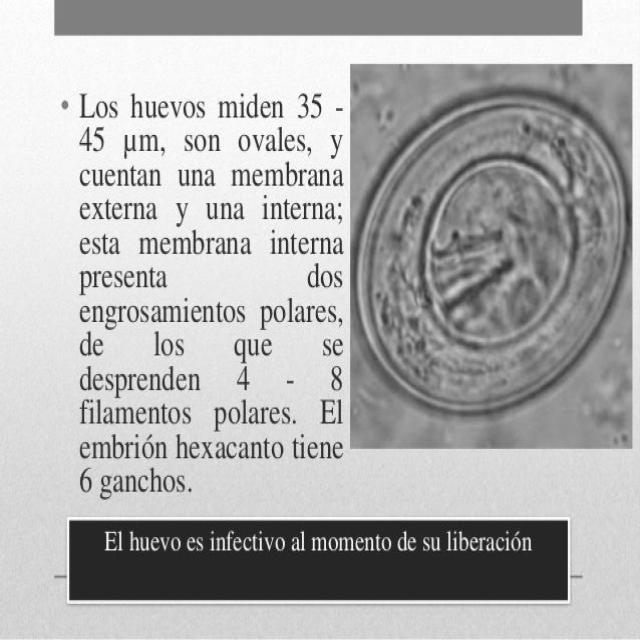 • Los huevos miden 35 -
45 µm, son ovales, y
cuentan una membrana
externa y una interna;
esta membrana interna
presenta dos
engrosamientos polares,
de los que se
desprenden 4 - 8
filamentos polares. El
embrión hexacanto tiene
6 ganchos.
El huevo es infectivo al momento de su liberación